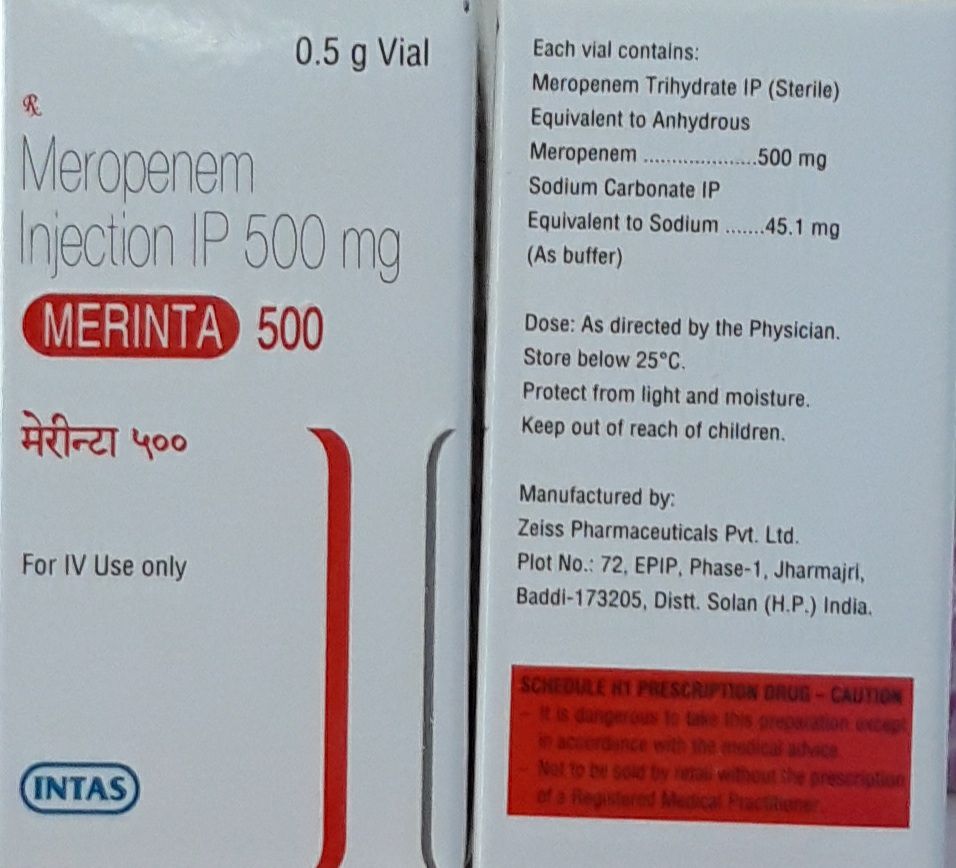 0.5 g Vial
Rx
Meropenem
Injection IP 500 mg
MERINTA 500
मेरीन्टा ५००
For IV Use only
INTAS
Each vial contains:
Meropenem Trihydrate IP (Sterile)
Equivalent to Anhydrous
Meropenem ....................500 mg
Sodium Carbonate IP
Equivalent to Sodium .......45.1 mg
(As buffer)
Dose: As directed by the Physician.
Store below 25°C.
Protect from light and moisture.
Keep out of reach of children.
Manufactured by:
Zeiss Pharmaceuticals Pvt. Ltd.
Plot No.: 72, EPIP, Phase-1, Jharmajri,
Baddi-173205, Distt. Solan (H.P.) India.
SCHEDULE H1 PRESCRIPTION DRUG – CAUTION
- It is dangerous to take this preparation except
in accordance with the medical advice.
- Not to be sold by retail without the prescription
of a Registered Medical Practitioner.